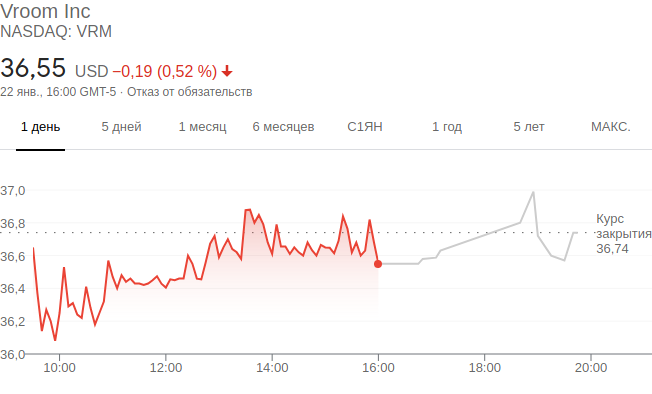 Vroom Inc
NASDAQ: VRM
36,55 USD −0,19 (0,52 %)
22 янв., 16:00 GMT-5 · Отказ от обязательств
1 день 5 дней 1 месяц 6 месяцев С1ЯН 1 год 5 лет МАКС.
37,0
36,8
36,6
36,4
36,2
36,0
Курс
закрытия
36,74
10:00 12:00 14:00 16:00 18:00 20:00